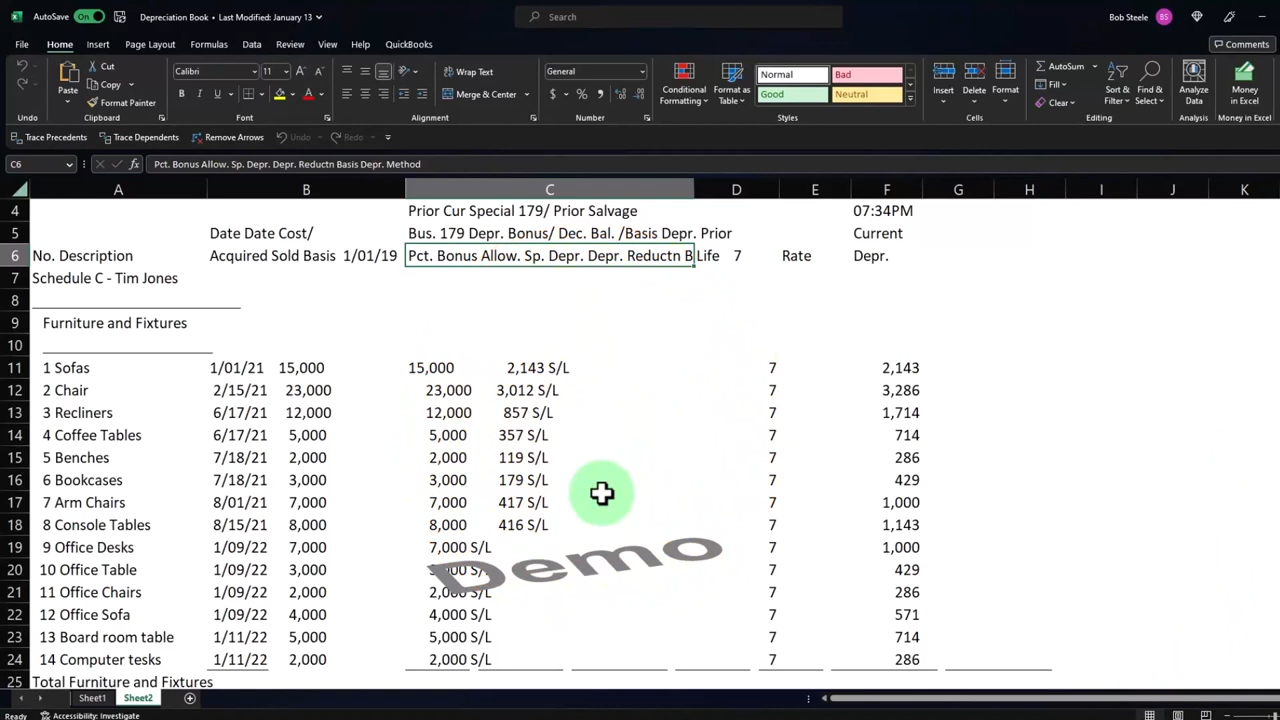 AutoSave On Depreciation Book • Last Modified: January 13 Search Bob Steele BS
File Home Insert Page Layout Formulas Data Review View Help QuickBooks Comments
Cut Calibri 11 Wrap Text General Normal Bad AutoSum
Paste Copy Format Painter B I U Merge & Center $ % Conditional Formatting Format as Table Good Neutral Insert Delete Format Fill Clear Sort & Filter Find & Select Analyze Data Money in Excel
Undo Clipboard Font Alignment Number Styles Cells Editing Analysis Money in Excel
Trace Precedents Trace Dependents Remove Arrows Undo Redo
C6 fx Pct. Bonus Allow. Sp. Depr. Depr. Reductn Basis Depr. Method
A B C D E F G H I J K
4 Prior Cur Special 179/ Prior Salvage 07:34PM
5 Date Date Cost/ Bus. 179 Depr. Bonus/ Dec. Bal. /Basis Depr. Prior Current
6 No. Description Acquired Sold Basis 1/01/19 Pct. Bonus Allow. Sp. Depr. Depr. Reductn B Life 7 Rate Depr.
7 Schedule C - Tim Jones
8
9 Furniture and Fixtures
10
11 1 Sofas 1/01/21 15,000 15,000 2,143 S/L 7 2,143
12 2 Chair 2/15/21 23,000 23,000 3,012 S/L 7 3,286
13 3 Recliners 6/17/21 12,000 12,000 857 S/L 7 1,714
14 4 Coffee Tables 6/17/21 5,000 5,000 357 S/L 7 714
15 5 Benches 7/18/21 2,000 2,000 119 S/L 7 286
16 6 Bookcases 7/18/21 3,000 3,000 179 S/L 7 429
17 7 Arm Chairs 8/01/21 7,000 7,000 417 S/L 7 1,000
18 8 Console Tables 8/15/21 8,000 8,000 416 S/L 7 1,143
19 9 Office Desks 1/09/22 7,000 7,000 S/L 7 1,000
Demo
20 10 Office Table 1/09/22 3,000 3,000 S/L 7 429
21 11 Office Chairs 1/09/22 2,000 2,000 S/L 7 286
22 12 Office Sofa 1/09/22 4,000 4,000 S/L 7 571
23 13 Board room table 1/11/22 5,000 5,000 S/L 7 714
24 14 Computer tesks 1/11/22 2,000 2,000 S/L 7 286
25 Total Furniture and Fixtures
Sheet1 Sheet2
Ready Accessibility: Investigate